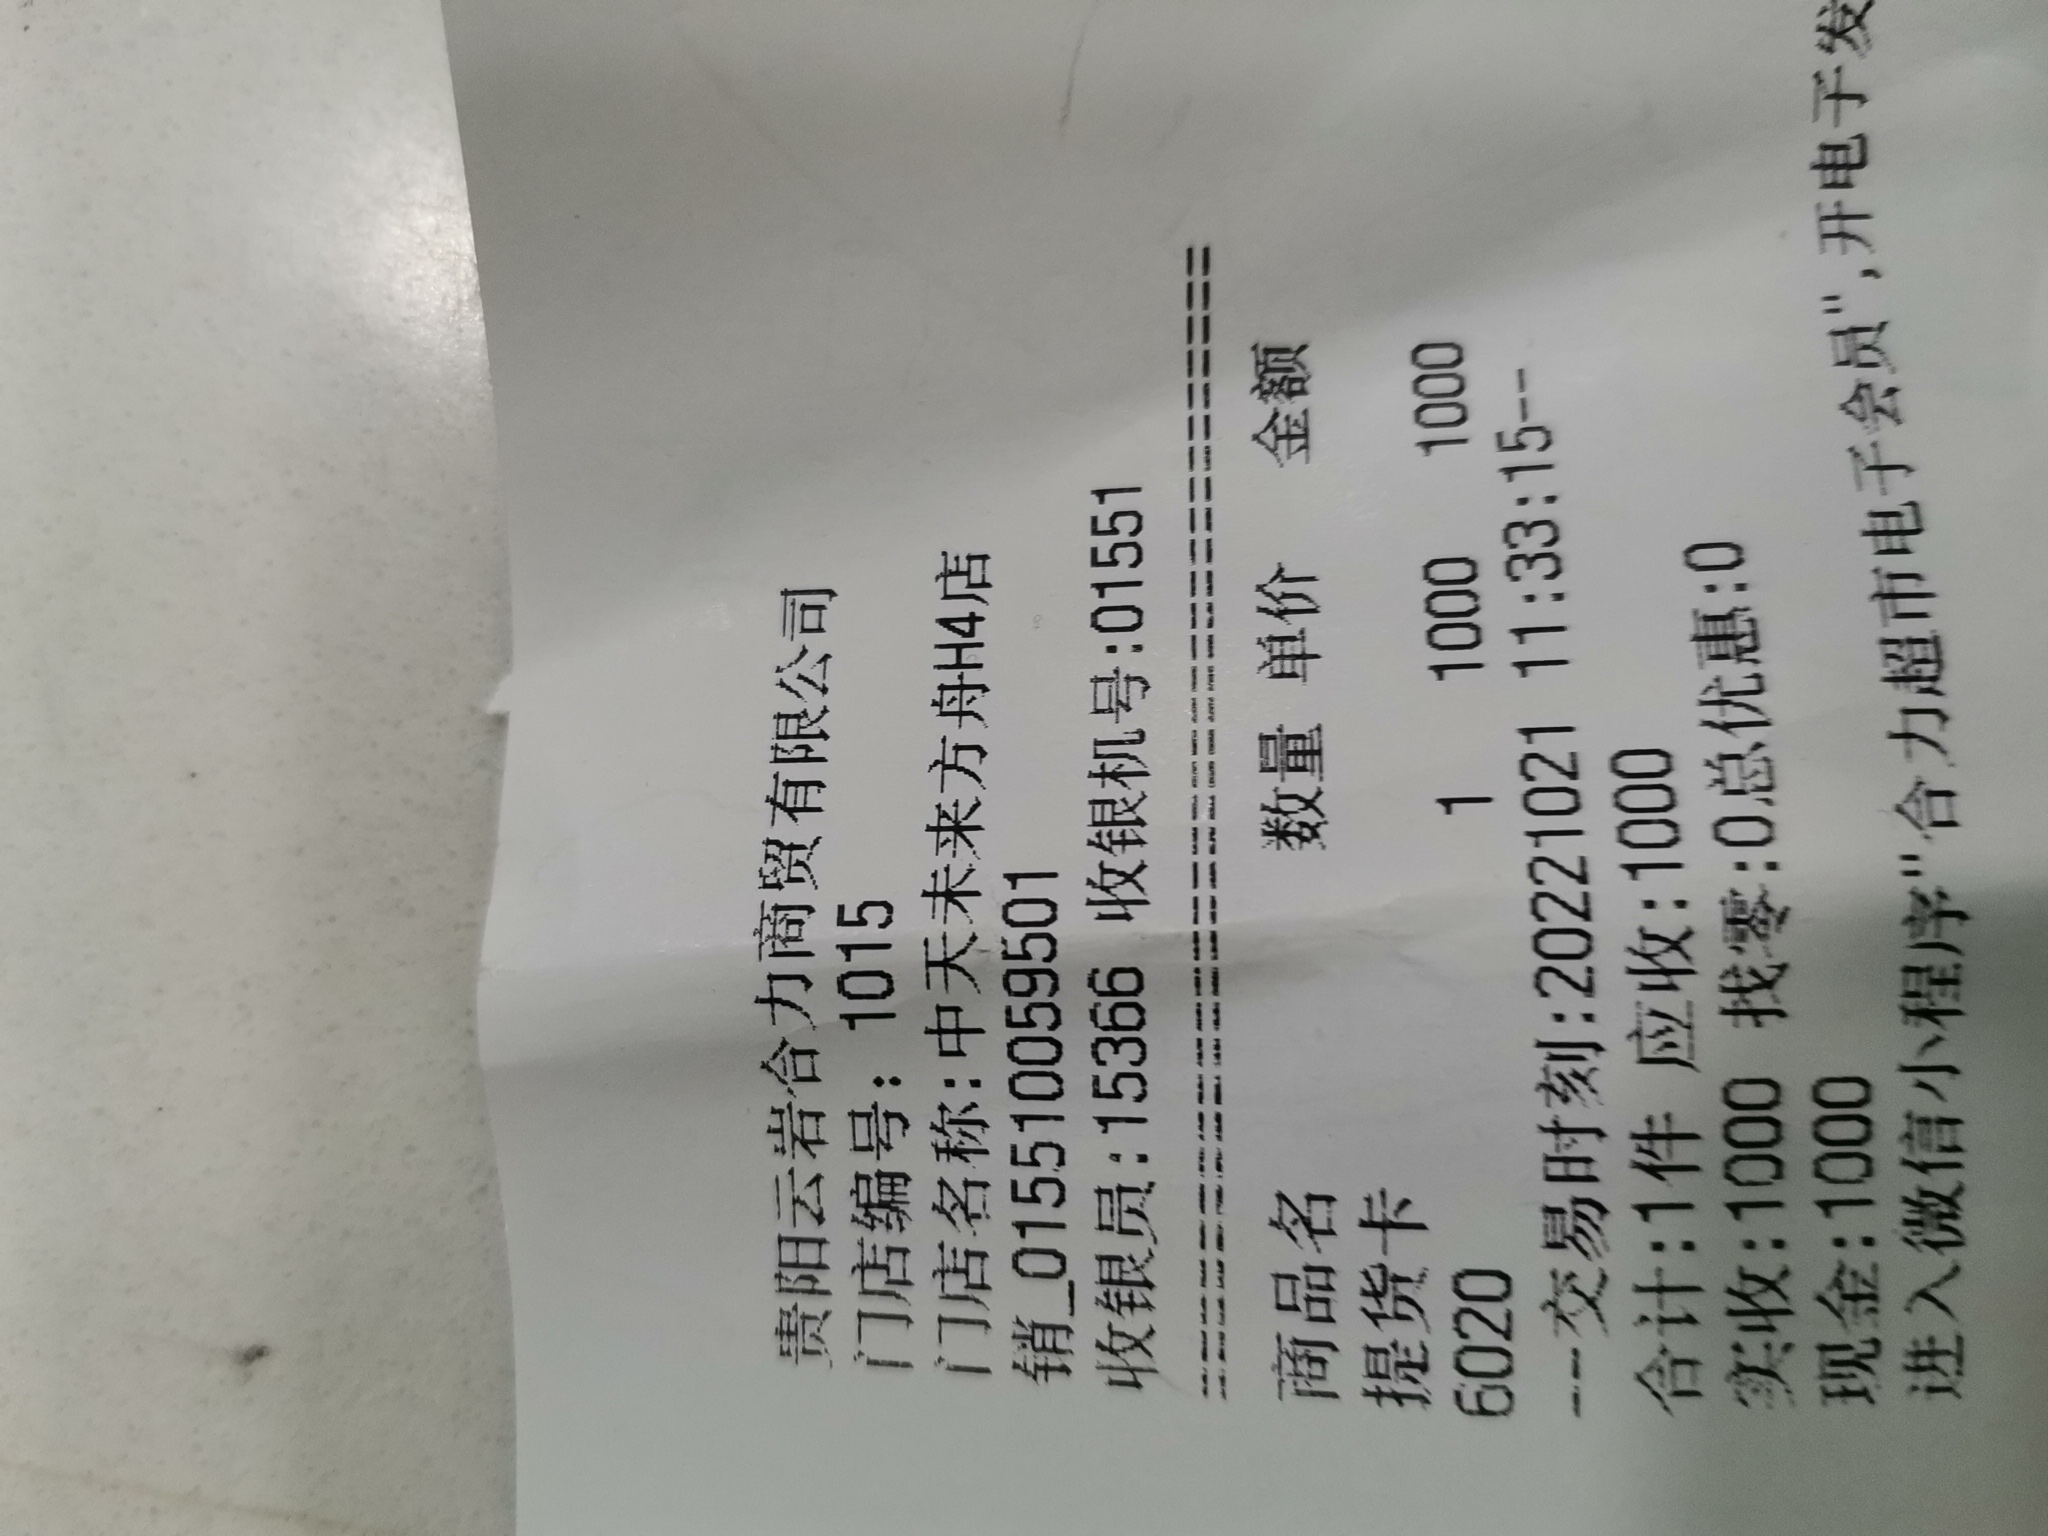 贵阳云岩合力商贸有限公司
门店编号: 1015
门店名称:中天未来方舟H4店
销_015510059501
收银员:15366 收银机号:01551
==========================================
商品名 数量 单价 金额
提货卡
6020 1 1000 1000
---交易时刻:20221021 11:33:15--
合计:1件 应收:1000
实收:1000 找零:0总优惠:0
现金:1000
进入微信小程序"合力超市电子会员",开电子发